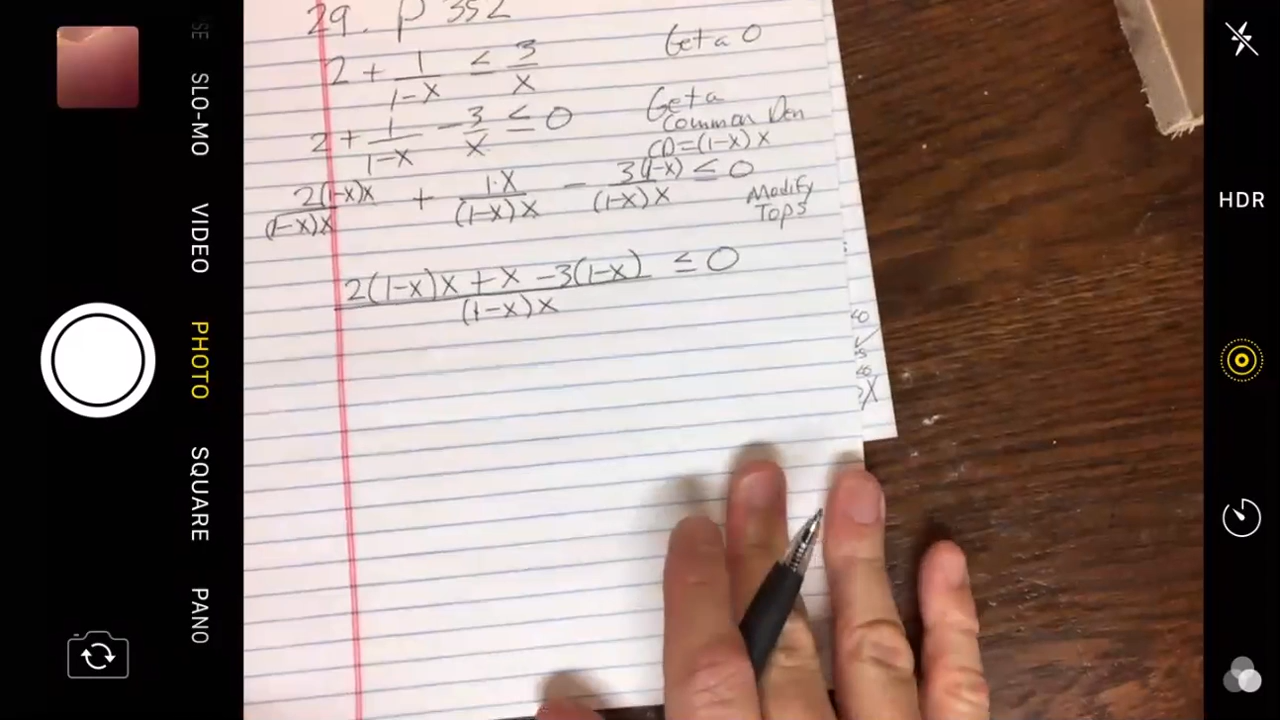 29. p 352
2 + 1/(1-x) ≤ 3/x
Get a 0
2 + 1/(1-x) - 3/x ≤ 0
Get a
Common Den
CD=(1-x) x
2(1-x)x/(1-x)x + 1·x/(1-x)x - 3(1-x)/(1-x)x ≤ 0
Modify
Tops
2(1-x)x + x - 3(1-x)/(1-x)x ≤ 0
SE
SLO-MO
VIDEO
PHOTO
SQUARE
PANO
HDR